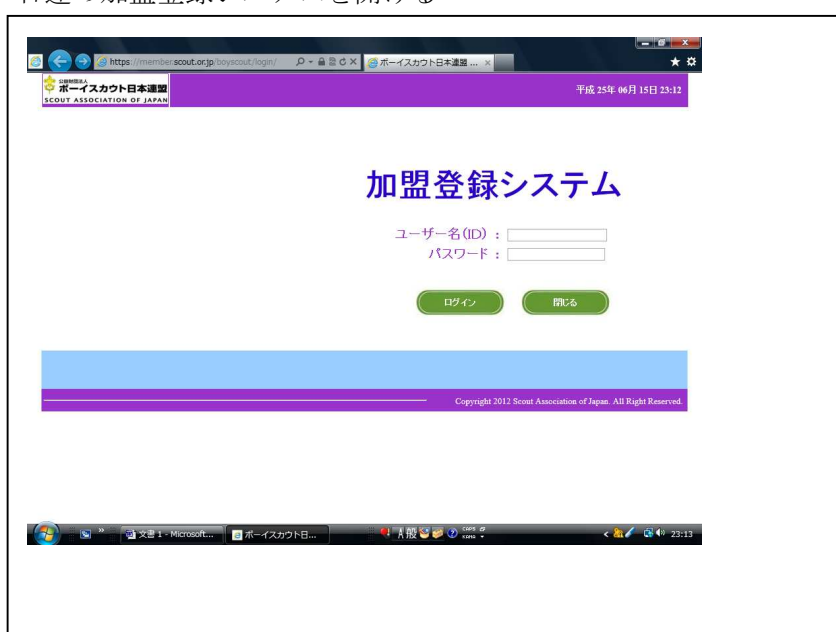 https://member.scout.or.jp/boyscout/login/
ボーイスカウト日本連盟 ...
公益財団法人
ボーイスカウト日本連盟
SCOUT ASSOCIATION OF JAPAN
平成 25年 06月 15日 23:12
加盟登録システム
ユーザー名(ID) :
パスワード :
ログイン 閉じる
Copyright 2012 Scout Association of Japan. All Right Reserved.
文書 1 - Microsoft... ボーイスカウト日... A 般 CAPS KANA 23:13